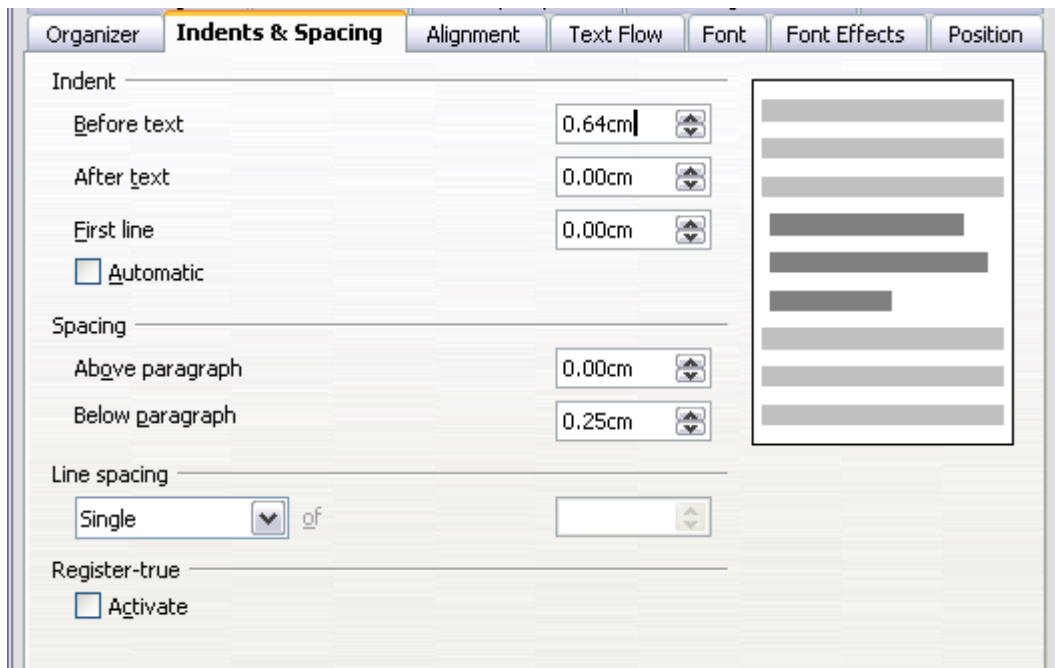 Organizer Indents & Spacing Alignment Text Flow Font Font Effects Position
Indent
Before text 0.64cm
After text 0.00cm
First line 0.00cm
Automatic
Spacing
Above paragraph 0.00cm
Below paragraph 0.25cm
Line spacing
Single of
Register-true
Activate